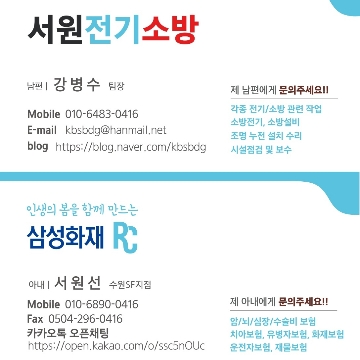 서원전기소방
남편 | 강병수 팀장
Mobile 010-6483-0416
E-mail kbsbdg@hanmail.net
blog https://blog.naver.com/kbsbdg
제 남편에게 문의주세요!!
각종 전기/소방 관련 작업
소방전기, 소방설비
조명 누전 설치 수리
시설점검 및 보수
인생의 봄을 함께 만드는
삼성화재 RC
아내 | 서원선 수원SF지점
Mobile 010-6890-0416
Fax 0504-296-0416
카카오톡 오픈채팅
https://open.kakao.com/o/ssc5nOUc
제 아내에게 문의주세요!!
암/뇌/심장/수술비 보험
치아보험, 유병자보험, 화재보험
운전자보험, 재물보험